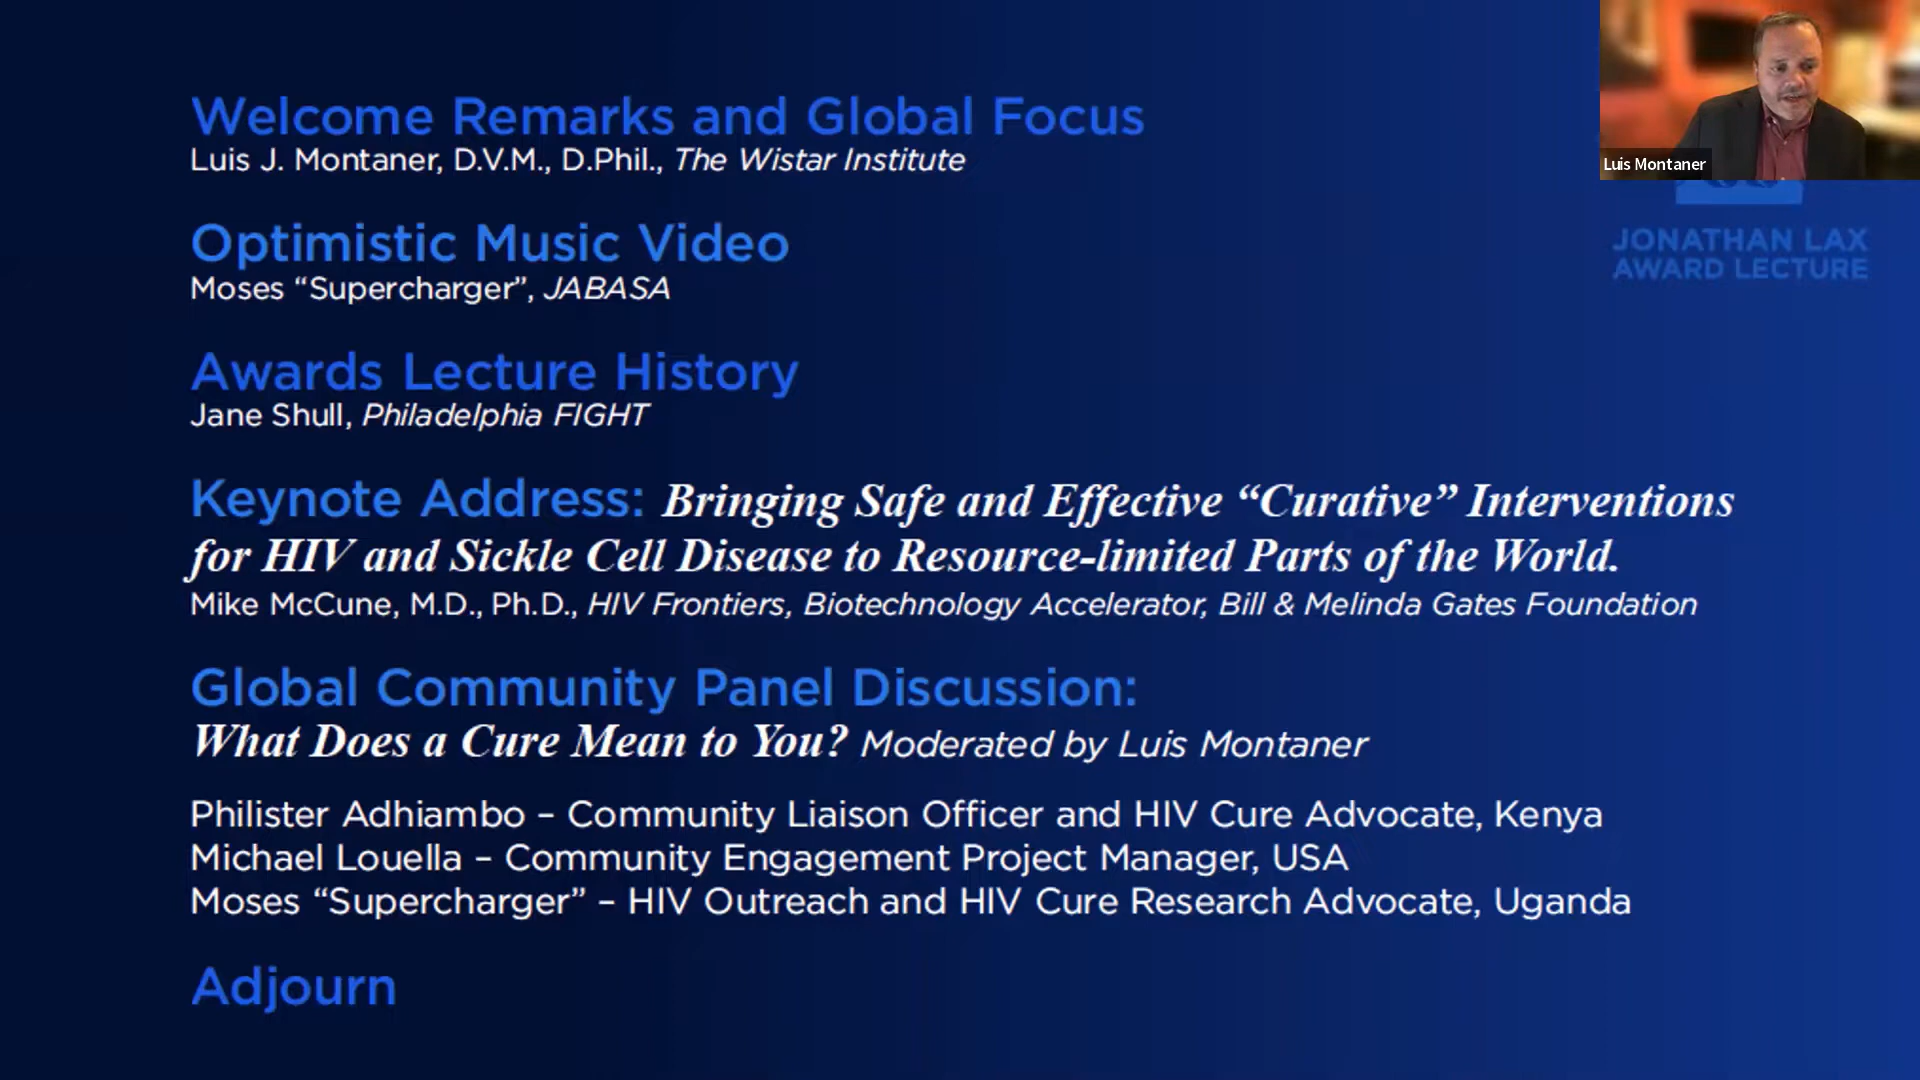 Welcome Remarks and Global Focus
Luis J. Montaner, D.V.M., D.Phil., The Wistar Institute
Luis Montaner
Optimistic Music Video
Moses “Supercharger”, JABASA
JONATHAN LAX
AWARD LECTURE
Awards Lecture History
Jane Shull, Philadelphia FIGHT
Keynote Address: Bringing Safe and Effective “Curative” Interventions
for HIV and Sickle Cell Disease to Resource-limited Parts of the World.
Mike McCune, M.D., Ph.D., HIV Frontiers, Biotechnology Accelerator, Bill & Melinda Gates Foundation
Global Community Panel Discussion:
What Does a Cure Mean to You? Moderated by Luis Montaner
Philister Adhiambo – Community Liaison Officer and HIV Cure Advocate, Kenya
Michael Louella – Community Engagement Project Manager, USA
Moses “Supercharger” – HIV Outreach and HIV Cure Research Advocate, Uganda
Adjourn